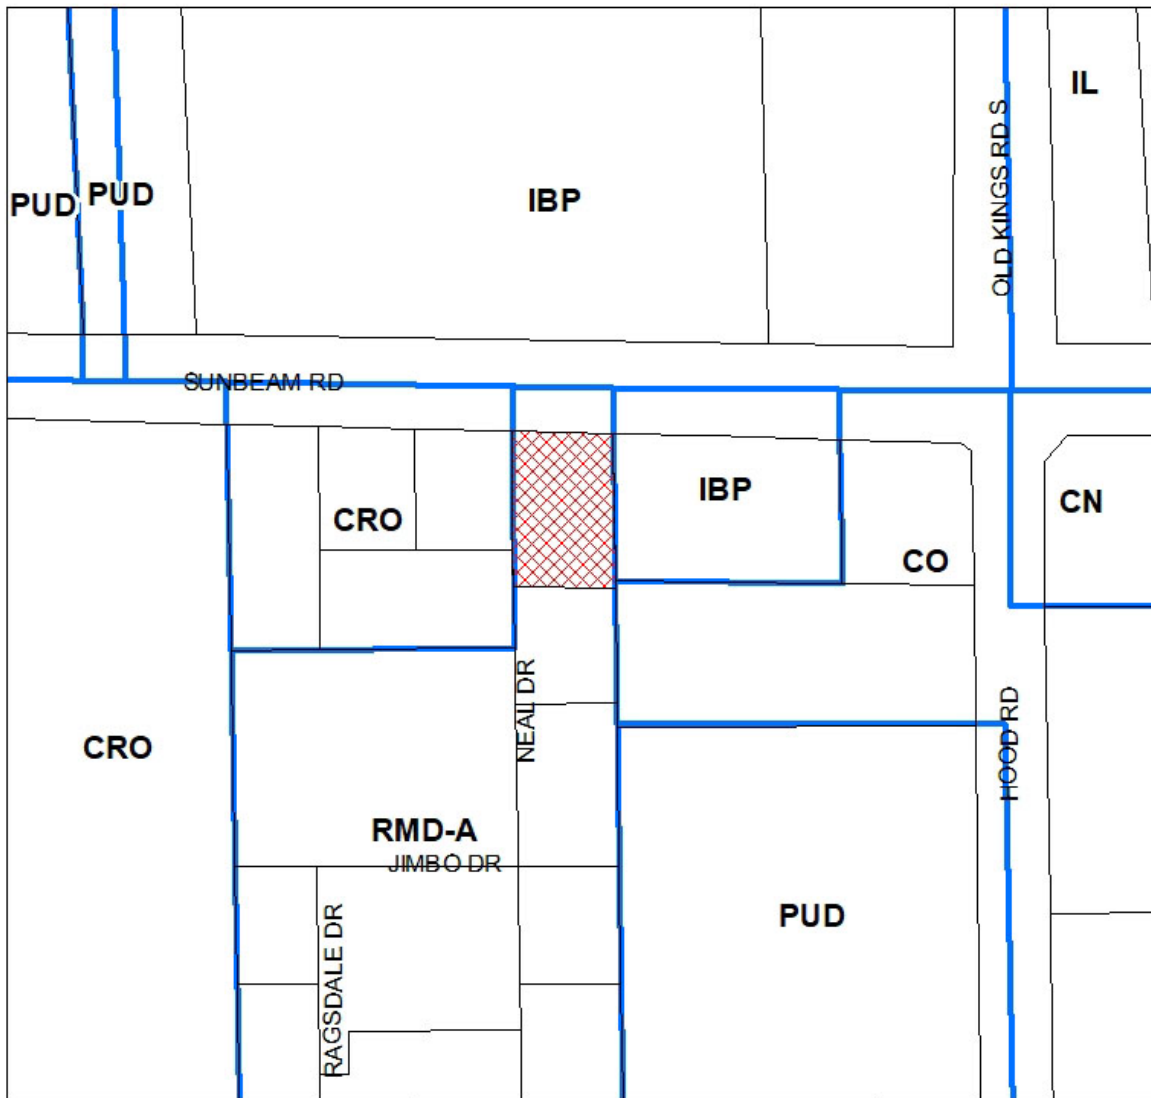 IL
OLD KINGS RD S
PUD
PUD
IBP
SUNBEAM RD
IBP
CN
CRO
CO
NEAL DR
HOOD RD
CRO
RMD-A
JIMBO DR
PUD
RAGSDALE DR